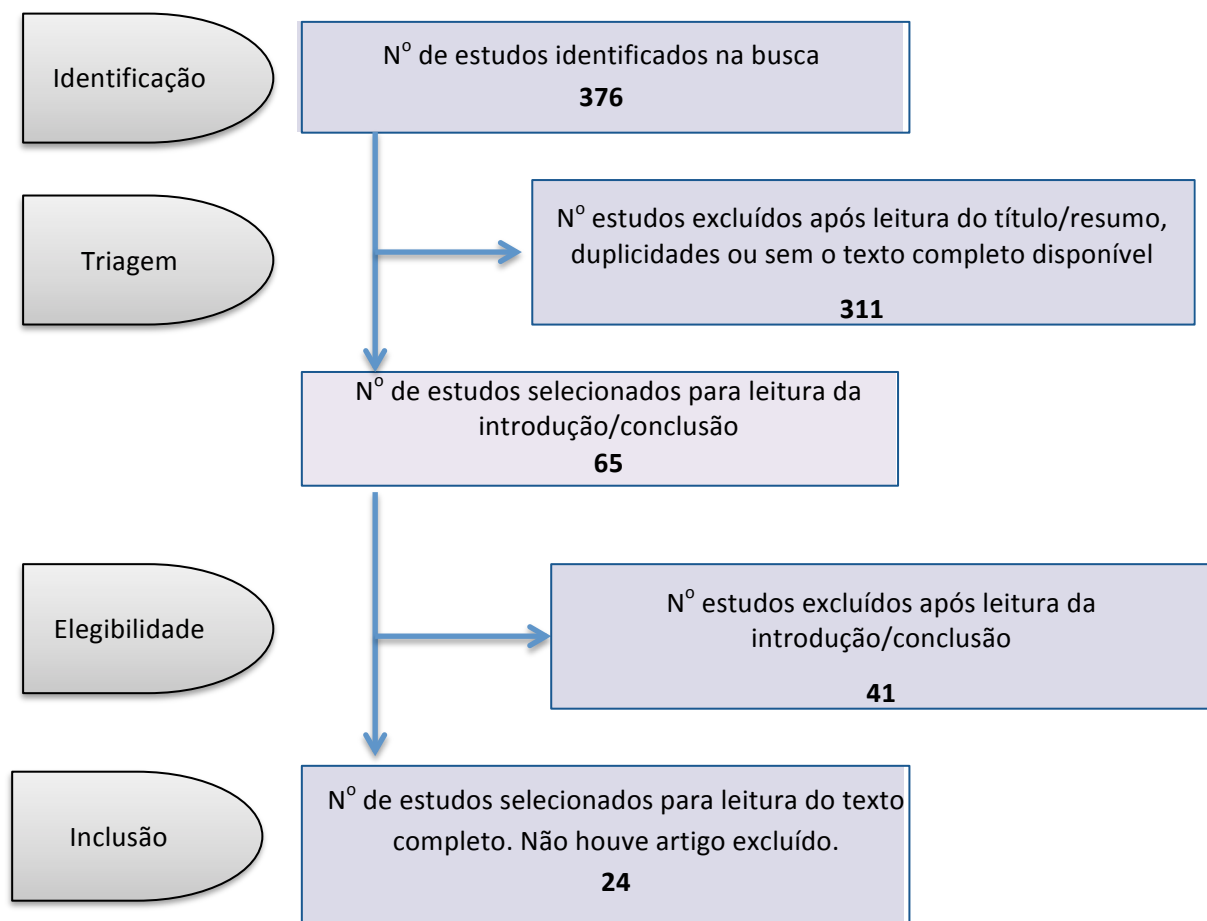 Identificação
Nº de estudos identificados na busca
376
Triagem
Nº estudos excluídos após leitura do título/resumo,
duplicidades ou sem o texto completo disponível
311
Nº de estudos selecionados para leitura da
introdução/conclusão
65
Elegibilidade
Nº estudos excluídos após leitura da
introdução/conclusão
41
Inclusão
Nº de estudos selecionados para leitura do texto
completo. Não houve artigo excluído.
24